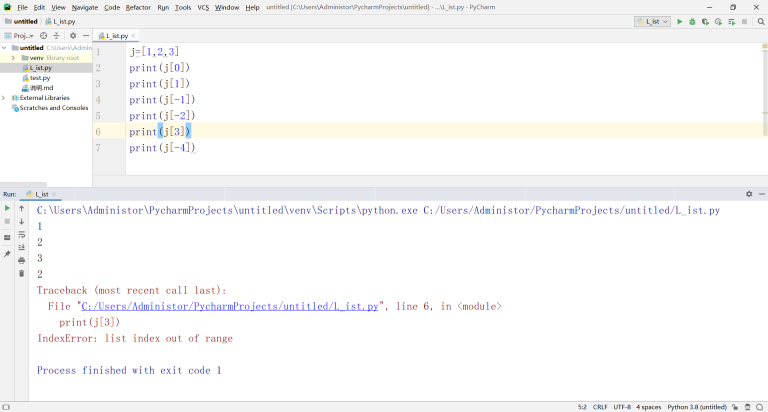 File Edit View Navigate Code Refactor Run Tools VCS Window Help untitled [C:\Users\Administor\PycharmProjects\untitled] - ...\L_ist.py - PyCharm
untitled L_ist.py L_ist
Proj... L_ist.py
untitled C:\Users\Admin
venv library root
L_ist.py
test.py
说明.md
External Libraries
Scratches and Consoles
1 j=[1,2,3]
2 print(j[0])
3 print(j[1])
4 print(j[-1])
5 print(j[-2])
6 print(j[3])
7 print(j[-4])
Run: L_ist
C:\Users\Administor\PycharmProjects\untitled\venv\Scripts\python.exe C:/Users/Administor/PycharmProjects/untitled/L_ist.py
1
2
3
2
Traceback (most recent call last):
File "C:/Users/Administor/PycharmProjects/untitled/L_ist.py", line 6, in <module>
print(j[3])
IndexError: list index out of range
Process finished with exit code 1
5:2 CRLF UTF-8 4 spaces Python 3.8 (untitled)